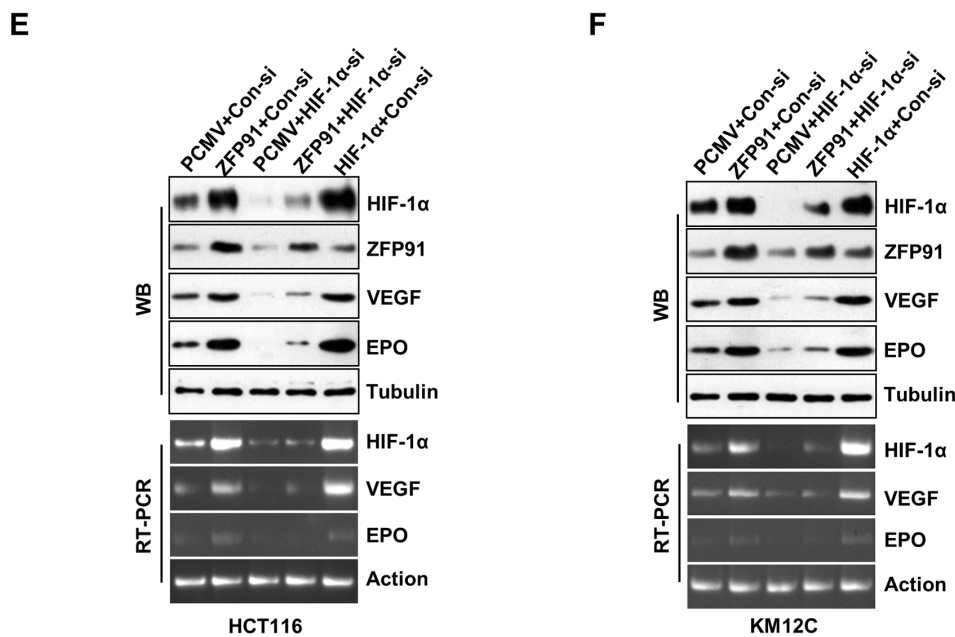 E
PCMV+Con-si
ZFP91+Con-si
PCMV+HIF-1α-si
ZFP91+HIF-1α-si
HIF-1α+Con-si
WB
HIF-1α
ZFP91
VEGF
EPO
Tubulin
RT-PCR
HIF-1α
VEGF
EPO
Action
HCT116
F
PCMV+Con-si
ZFP91+Con-si
PCMV+HIF-1α-si
ZFP91+HIF-1α-si
HIF-1α+Con-si
WB
HIF-1α
ZFP91
VEGF
EPO
Tubulin
RT-PCR
HIF-1α
VEGF
EPO
Action
KM12C